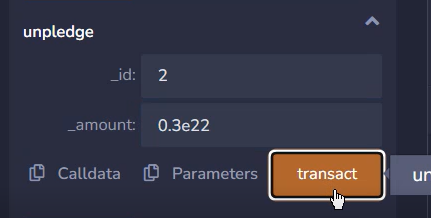 unpledge
_id: 2
_amount: 0.3e22
Calldata Parameters transact